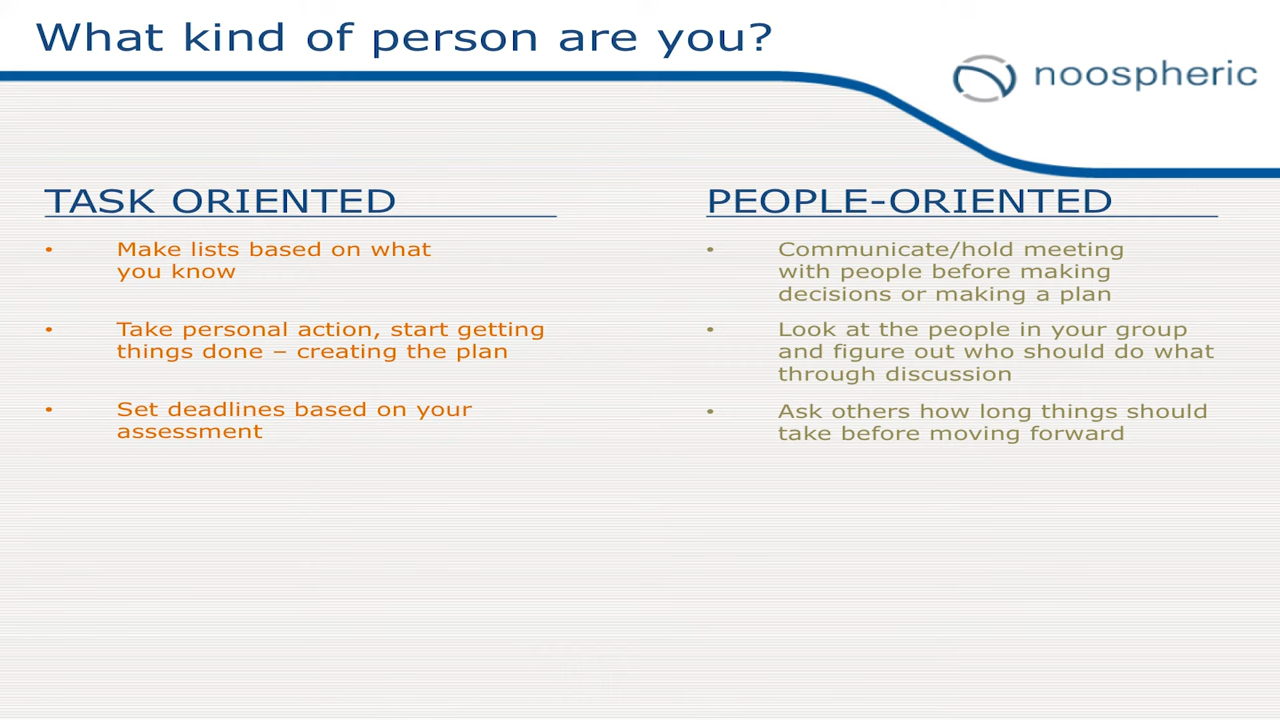 What kind of person are you?
noospheric
TASK ORIENTED
• Make lists based on what
you know
• Take personal action, start getting
things done – creating the plan
• Set deadlines based on your
assessment
PEOPLE-ORIENTED
• Communicate/hold meeting
with people before making
decisions or making a plan
• Look at the people in your group
and figure out who should do what
through discussion
• Ask others how long things should
take before moving forward